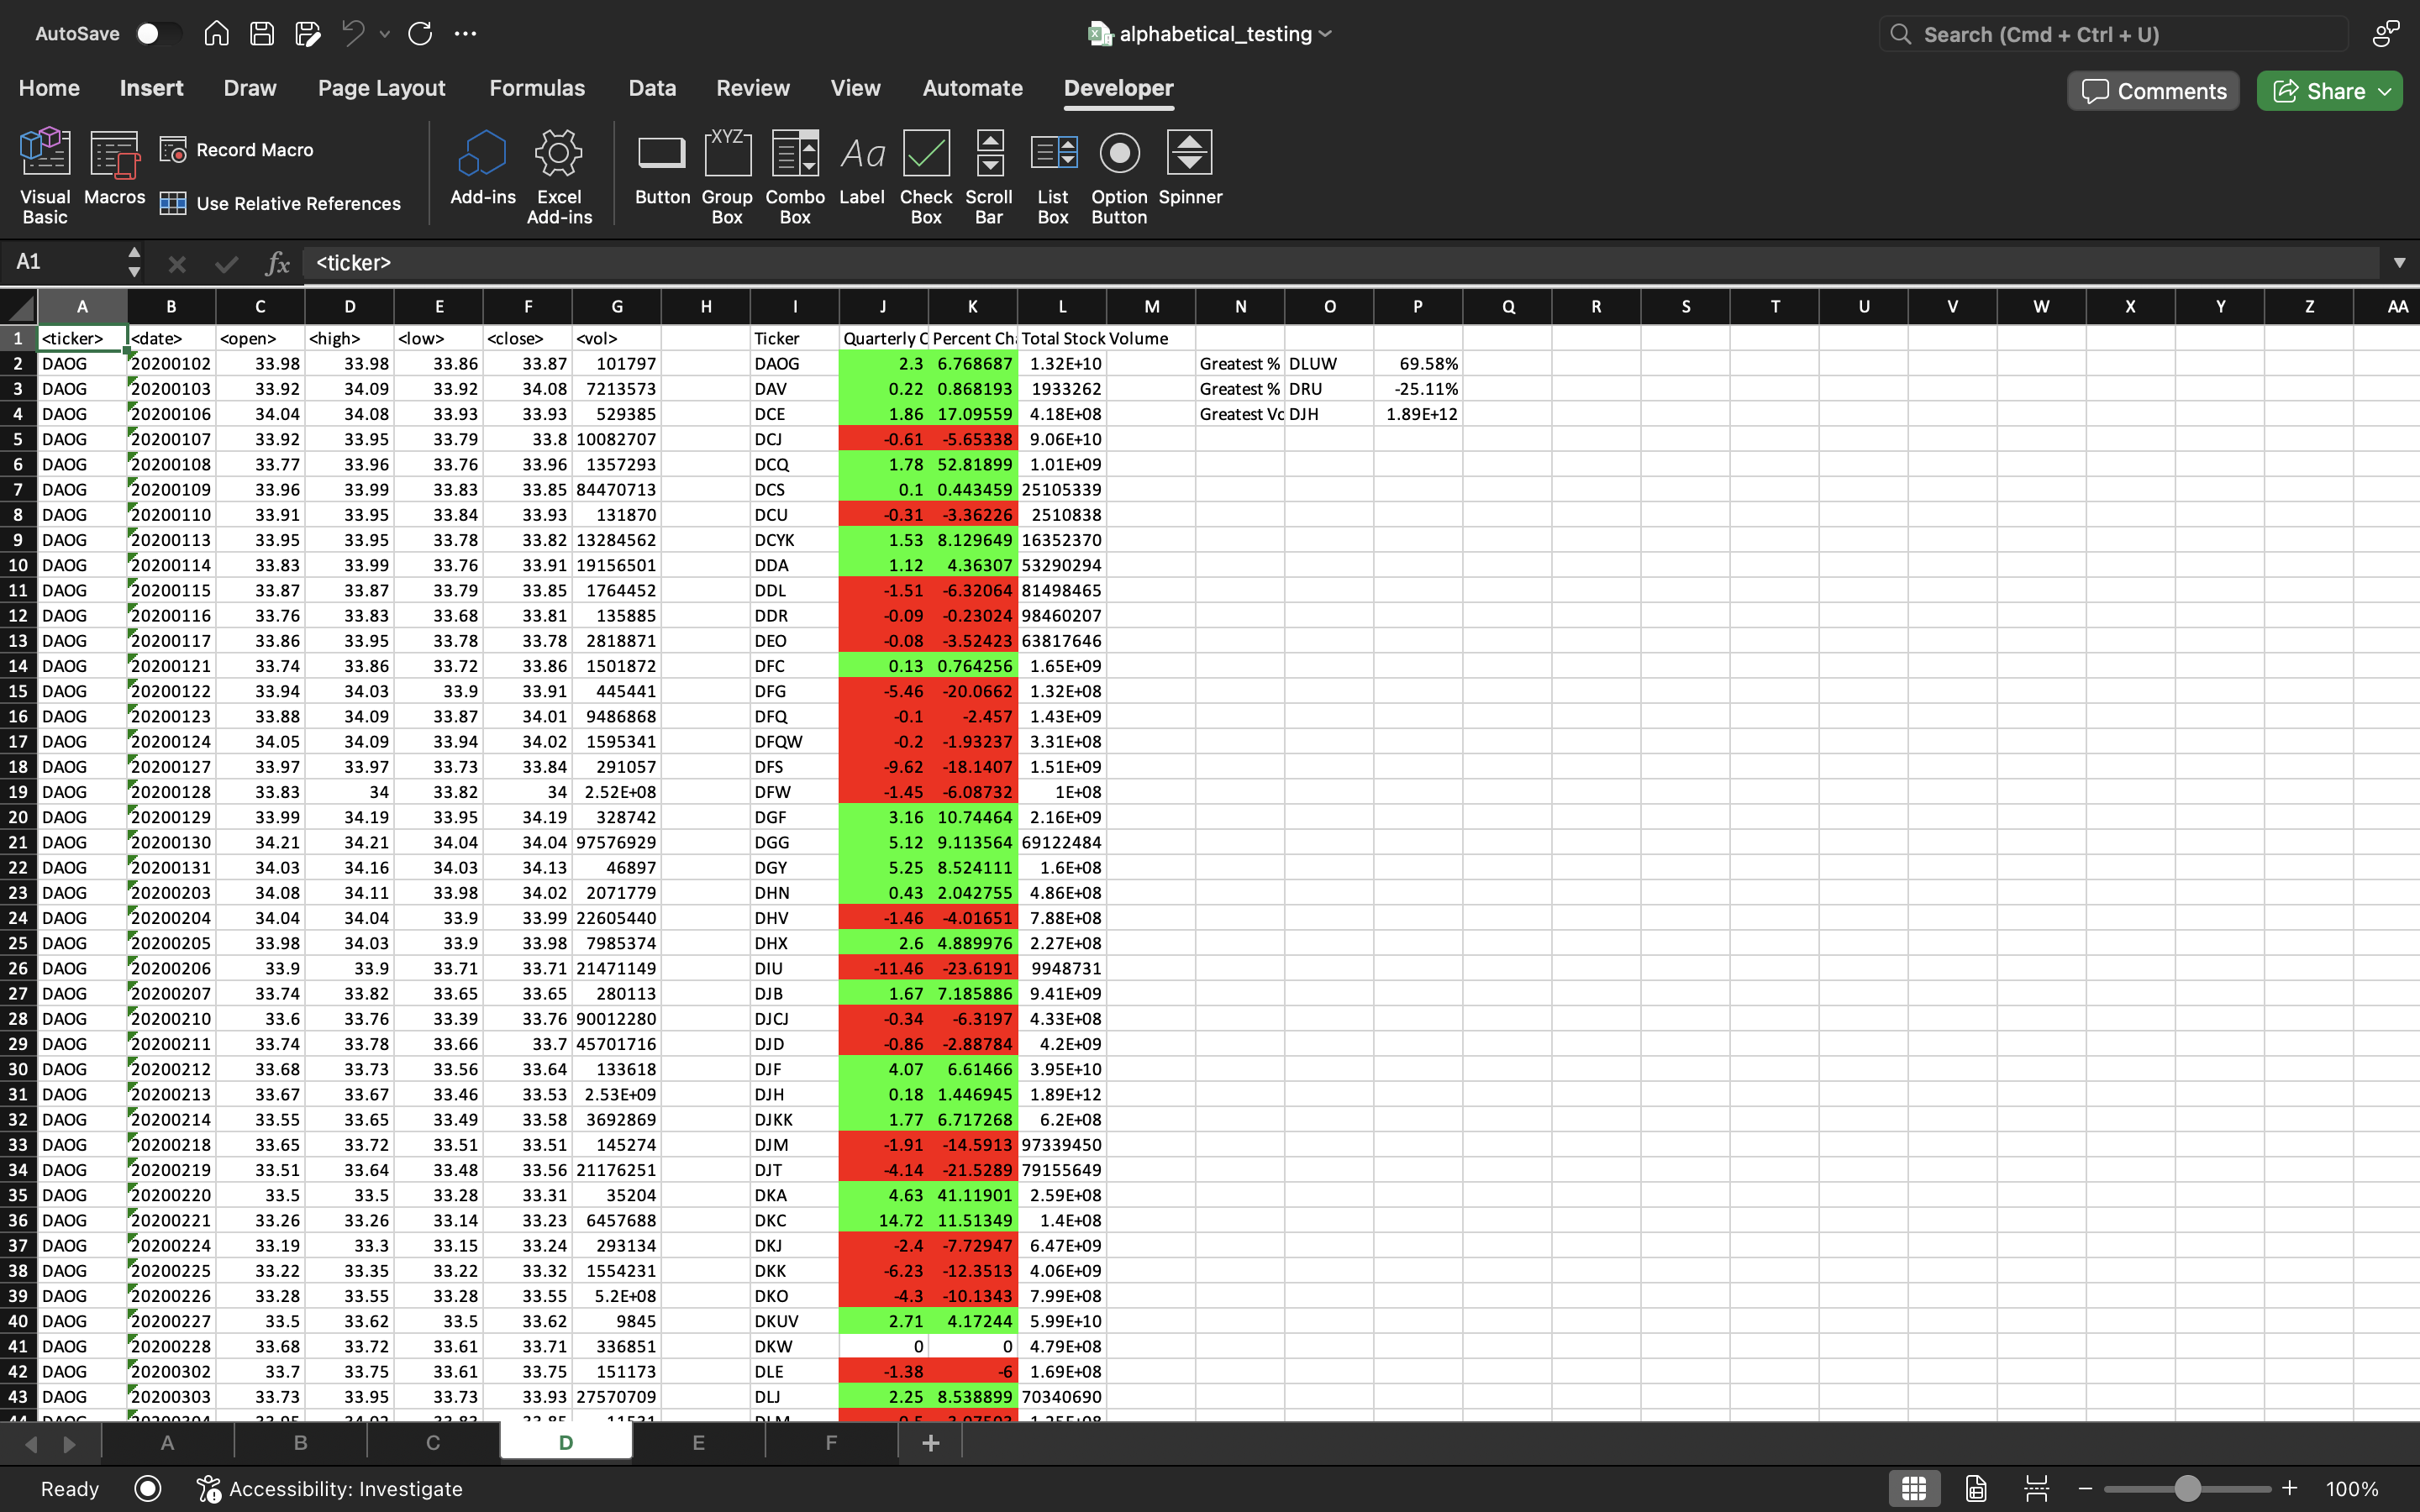 AutoSave
alphabetical_testing
Search (Cmd + Ctrl + U)
Home Insert Draw Page Layout Formulas Data Review View Automate Developer
Comments Share
Record Macro
Use Relative References
Visual Basic Macros Add-ins Excel Add-ins Button Group Box Combo Box Label Check Box Scroll Bar List Box Option Button Spinner
XYZ Aa
A1 fx <ticker>
A B C D E F G H I J K L M N O P Q R S T U V W X Y Z AA
1 <ticker> <date> <open> <high> <low> <close> <vol> Ticker Quarterly C Percent Ch Total Stock Volume
2 DAOG 20200102 33.98 33.98 33.86 33.87 101797 DAOG 2.3 6.768687 1.32E+10 Greatest % DLUW 69.58%
3 DAOG 20200103 33.92 34.09 33.92 34.08 7213573 DAV 0.22 0.868193 1933262 Greatest % DRU -25.11%
4 DAOG 20200106 34.04 34.08 33.93 33.93 529385 DCE 1.86 17.09559 4.18E+08 Greatest Vo DJH 1.89E+12
5 DAOG 20200107 33.92 33.95 33.79 33.8 10082707 DCJ -0.61 -5.65338 9.06E+10
6 DAOG 20200108 33.77 33.96 33.76 33.96 1357293 DCQ 1.78 52.81899 1.01E+09
7 DAOG 20200109 33.96 33.99 33.83 33.85 84470713 DCS 0.1 0.443459 25105339
8 DAOG 20200110 33.91 33.95 33.84 33.93 131870 DCU -0.31 -3.36226 2510838
9 DAOG 20200113 33.95 33.95 33.78 33.82 13284562 DCYK 1.53 8.129649 16352370
10 DAOG 20200114 33.83 33.99 33.76 33.91 19156501 DDA 1.12 4.36307 53290294
11 DAOG 20200115 33.87 33.87 33.79 33.85 1764452 DDL -1.51 -6.32064 81498465
12 DAOG 20200116 33.76 33.83 33.68 33.81 135885 DDR -0.09 -0.23024 98460207
13 DAOG 20200117 33.86 33.95 33.78 33.78 2818871 DEO -0.08 -3.52423 63817646
14 DAOG 20200121 33.74 33.86 33.72 33.86 1501872 DFC 0.13 0.764256 1.65E+09
15 DAOG 20200122 33.94 34.03 33.9 33.91 445441 DFG -5.46 -20.0662 1.32E+08
16 DAOG 20200123 33.88 34.09 33.87 34.01 9486868 DFQ -0.1 -2.457 1.43E+09
17 DAOG 20200124 34.05 34.09 33.94 34.02 1595341 DFQW -0.2 -1.93237 3.31E+08
18 DAOG 20200127 33.97 33.97 33.73 33.84 291057 DFS -9.62 -18.1407 1.51E+09
19 DAOG 20200128 33.83 34 33.82 34 2.52E+08 DFW -1.45 -6.08732 1E+08
20 DAOG 20200129 33.99 34.19 33.95 34.19 328742 DGF 3.16 10.74464 2.16E+09
21 DAOG 20200130 34.21 34.21 34.04 34.04 97576929 DGG 5.12 9.113564 69122484
22 DAOG 20200131 34.03 34.16 34.03 34.13 46897 DGY 5.25 8.524111 1.6E+08
23 DAOG 20200203 34.08 34.11 33.98 34.02 2071779 DHN 0.43 2.042755 4.86E+08
24 DAOG 20200204 34.04 34.04 33.9 33.99 22605440 DHV -1.46 -4.01651 7.88E+08
25 DAOG 20200205 33.98 34.03 33.9 33.98 7985374 DHX 2.6 4.889976 2.27E+08
26 DAOG 20200206 33.9 33.9 33.71 33.71 21471149 DIU -11.46 -23.6191 9948731
27 DAOG 20200207 33.74 33.82 33.65 33.65 280113 DJB 1.67 7.185886 9.41E+09
28 DAOG 20200210 33.6 33.76 33.39 33.76 90012280 DJCJ -0.34 -6.3197 4.33E+08
29 DAOG 20200211 33.74 33.78 33.66 33.7 45701716 DJD -0.86 -2.88784 4.2E+09
30 DAOG 20200212 33.68 33.73 33.56 33.64 133618 DJF 4.07 6.61466 3.95E+10
31 DAOG 20200213 33.67 33.67 33.46 33.53 2.53E+09 DJH 0.18 1.446945 1.89E+12
32 DAOG 20200214 33.55 33.65 33.49 33.58 3692869 DJKK 1.77 6.717268 6.2E+08
33 DAOG 20200218 33.65 33.72 33.51 33.51 145274 DJM -1.91 -14.5913 97339450
34 DAOG 20200219 33.51 33.64 33.48 33.56 21176251 DJT -4.14 -21.5289 79155649
35 DAOG 20200220 33.5 33.5 33.28 33.31 35204 DKA 4.63 41.11901 2.59E+08
36 DAOG 20200221 33.26 33.26 33.14 33.23 6457688 DKC 14.72 11.51349 1.4E+08
37 DAOG 20200224 33.19 33.3 33.15 33.24 293134 DKJ -2.4 -7.72947 6.47E+09
38 DAOG 20200225 33.22 33.35 33.22 33.32 1554231 DKK -6.23 -12.3513 4.06E+09
39 DAOG 20200226 33.28 33.55 33.28 33.55 5.2E+08 DKO -4.3 -10.1343 7.99E+08
40 DAOG 20200227 33.5 33.62 33.5 33.62 9845 DKUV 2.71 4.17244 5.99E+10
41 DAOG 20200228 33.68 33.72 33.61 33.71 336851 DKW 0 0 4.79E+08
42 DAOG 20200302 33.7 33.75 33.61 33.75 151173 DLE -1.38 -6 1.69E+08
43 DAOG 20200303 33.73 33.95 33.73 33.93 27570709 DLJ 2.25 8.538899 70340690
A B C D E F +
Ready Accessibility: Investigate 100%